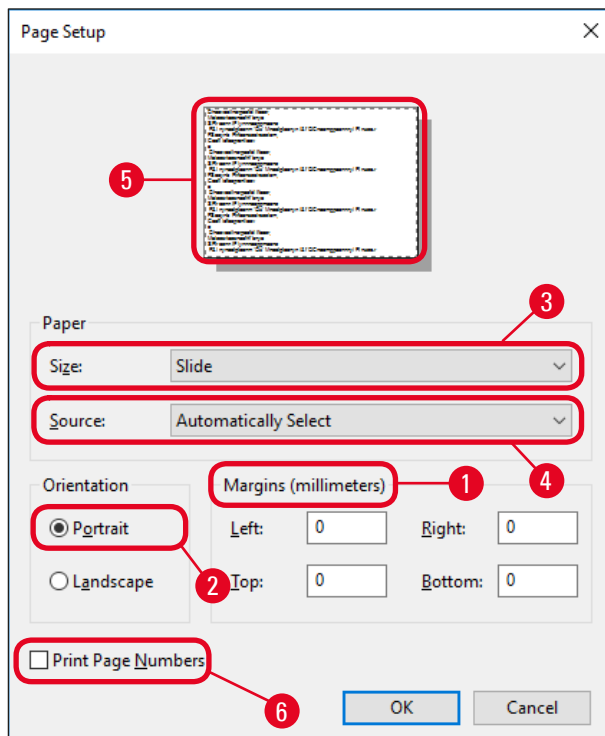 Page Setup
5
Paper
3
Size: Slide
Source: Automatically Select
4
Orientation
Margins (millimeters)
1
Portrait
Left: 0 Right: 0
2
Landscape
Top: 0 Bottom: 0
Print Page Numbers
6
OK Cancel